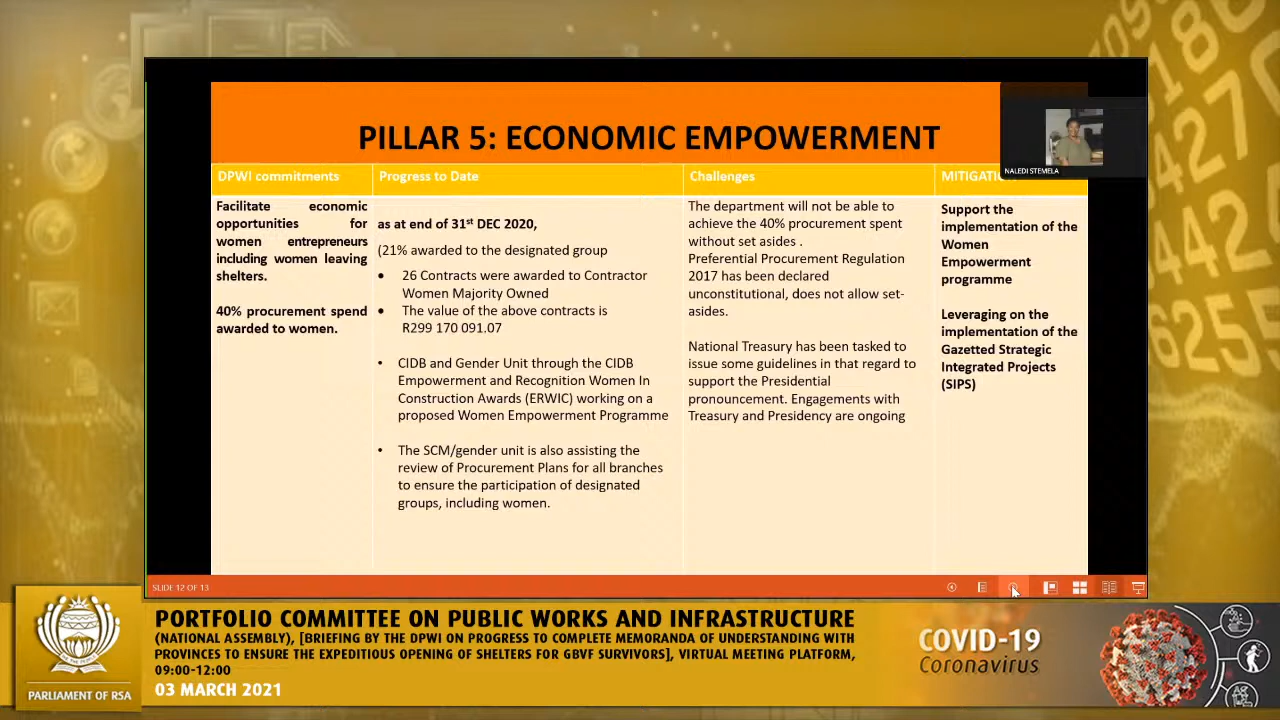 PILLAR 5: ECONOMIC EMPOWERMENT
NALEDI STEMELA
DPWI commitments
Facilitate economic
opportunities for
women entrepreneurs
including women leaving
shelters.
40% procurement spend
awarded to women.
Progress to Date
as at end of 31st DEC 2020,
(21% awarded to the designated group
• 26 Contracts were awarded to Contractor
Women Majority Owned
• The value of the above contracts is
R299 170 091.07
• CIDB and Gender Unit through the CIDB
Empowerment and Recognition Women In
Construction Awards (ERWIC) working on a
proposed Women Empowerment Programme
• The SCM/gender unit is also assisting the
review of Procurement Plans for all branches
to ensure the participation of designated
groups, including women.
Challenges
The department will not be able to
achieve the 40% procurement spent
without set asides .
Preferential Procurement Regulation
2017 has been declared
unconstitutional, does not allow set-
asides.
National Treasury has been tasked to
issue some guidelines in that regard to
support the Presidential
pronouncement. Engagements with
Treasury and Presidency are ongoing
MITIGATI
Support the
implementation of the
Women
Empowerment
programme
Leveraging on the
implementation of the
Gazetted Strategic
Integrated Projects
(SIPS)
SLIDE 12 OF 13
PARLIAMENT OF RSA
PORTFOLIO COMMITTEE ON PUBLIC WORKS AND INFRASTRUCTURE
(NATIONAL ASSEMBLY), [BRIEFING BY THE DPWI ON PROGRESS TO COMPLETE MEMORANDA OF UNDERSTANDING WITH
PROVINCES TO ENSURE THE EXPEDITIOUS OPENING OF SHELTERS FOR GBVF SURVIVORS], VIRTUAL MEETING PLATFORM,
09:00-12:00
03 MARCH 2021
COVID-19
Coronavirus